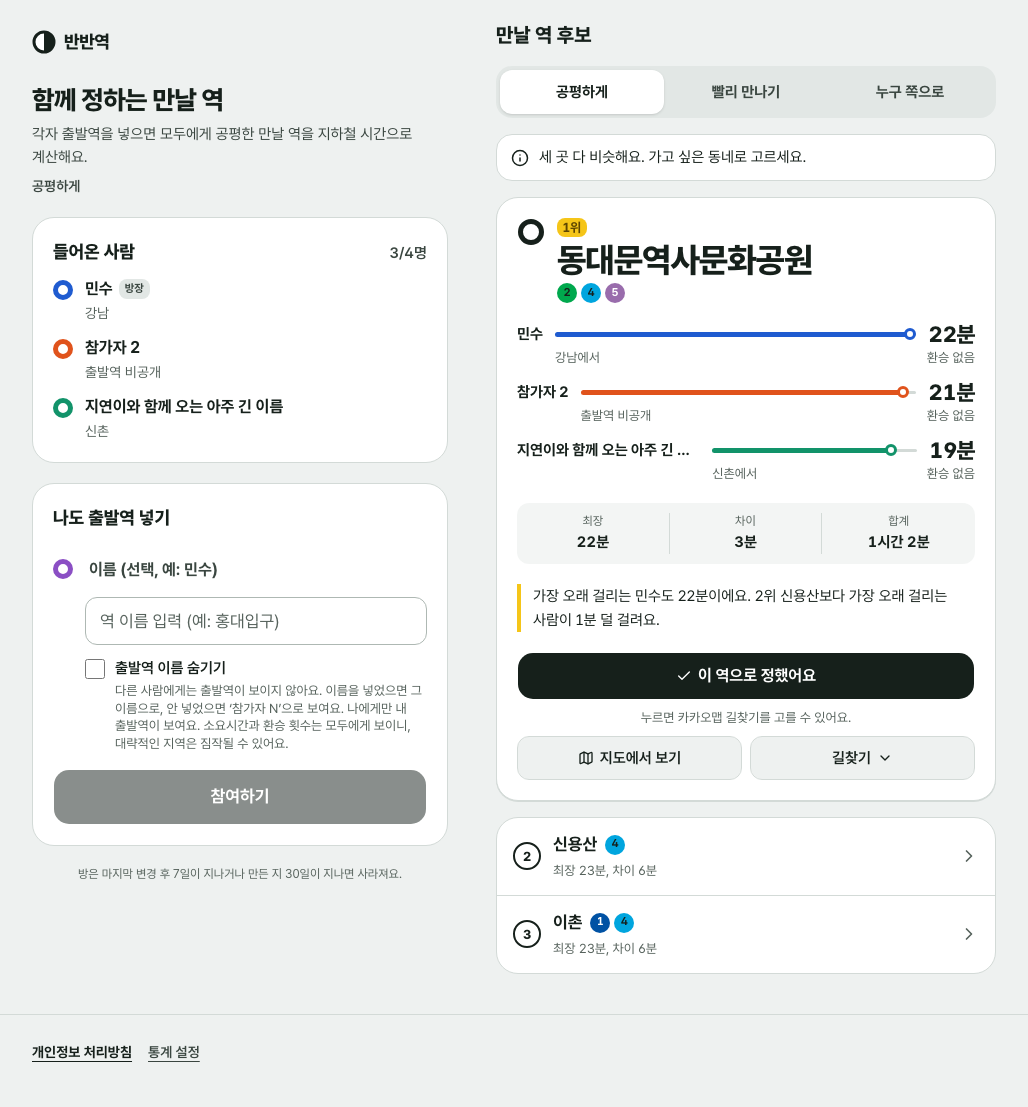 반반역
함께 정하는 만날 역
각자 출발역을 넣으면 모두에게 공평한 만날 역을 지하철 시간으로
계산해요.
공평하게
들어온 사람
3/4명
민수 방장
강남
참가자 2
출발역 비공개
지연이와 함께 오는 아주 긴 이름
신촌
나도 출발역 넣기
이름 (선택, 예: 민수)
역 이름 입력 (예: 홍대입구)
출발역 이름 숨기기
다른 사람에게는 출발역이 보이지 않아요. 이름을 넣었으면 그
이름으로, 안 넣었으면 ‘참가자 N’으로 보여요. 나에게만 내
출발역이 보여요. 소요시간과 환승 횟수는 모두에게 보이니,
대략적인 지역은 짐작될 수 있어요.
참여하기
방은 마지막 변경 후 7일이 지나거나 만든 지 30일이 지나면 사라져요.
만날 역 후보
공평하게
빨리 만나기
누구 쪽으로
세 곳 다 비슷해요. 가고 싶은 동네로 고르세요.
1위
동대문역사문화공원
2 4 5
민수
22분
강남에서
환승 없음
참가자 2
21분
출발역 비공개
환승 없음
지연이와 함께 오는 아주 긴 ...
19분
신촌에서
환승 없음
최장
22분
차이
3분
합계
1시간 2분
가장 오래 걸리는 민수도 22분이에요. 2위 신용산보다 가장 오래 걸리는
사람이 1분 덜 걸려요.
이 역으로 정했어요
누르면 카카오맵 길찾기를 고를 수 있어요.
지도에서 보기
길찾기
2
신용산 4
최장 23분, 차이 6분
3
이촌 1 4
최장 23분, 차이 6분
개인정보 처리방침
통계 설정